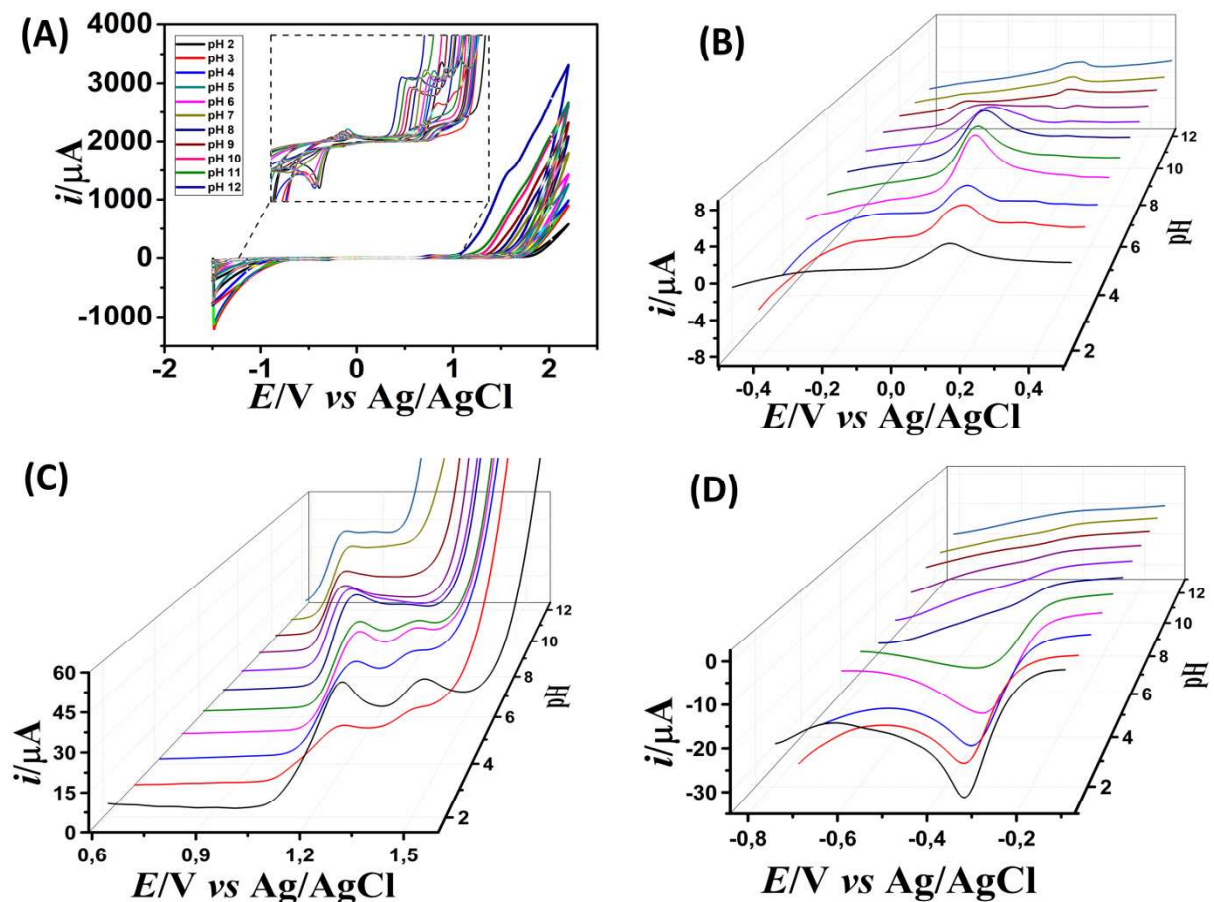 (A)
4000
3000
2000
1000
0
-1000
i/µA
pH 2
pH 3
pH 4
pH 5
pH 6
pH 7
pH 8
pH 9
pH 10
pH 11
pH 12
-2 -1 0 1 2
E/V vs Ag/AgCl
(B)
8
4
0
-4
-8
i/µA
-0,4 -0,2 0,0 0,2 0,4
E/V vs Ag/AgCl
2
4
6
8
10
12
pH
(C)
60
45
30
15
0
i/µA
0,6 0,9 1,2 1,5
E/V vs Ag/AgCl
2
4
6
8
10
12
pH
(D)
0
-10
-20
-30
i/µA
-0,8 -0,6 -0,4 -0,2
E/V vs Ag/AgCl
2
4
6
8
10
12
pH